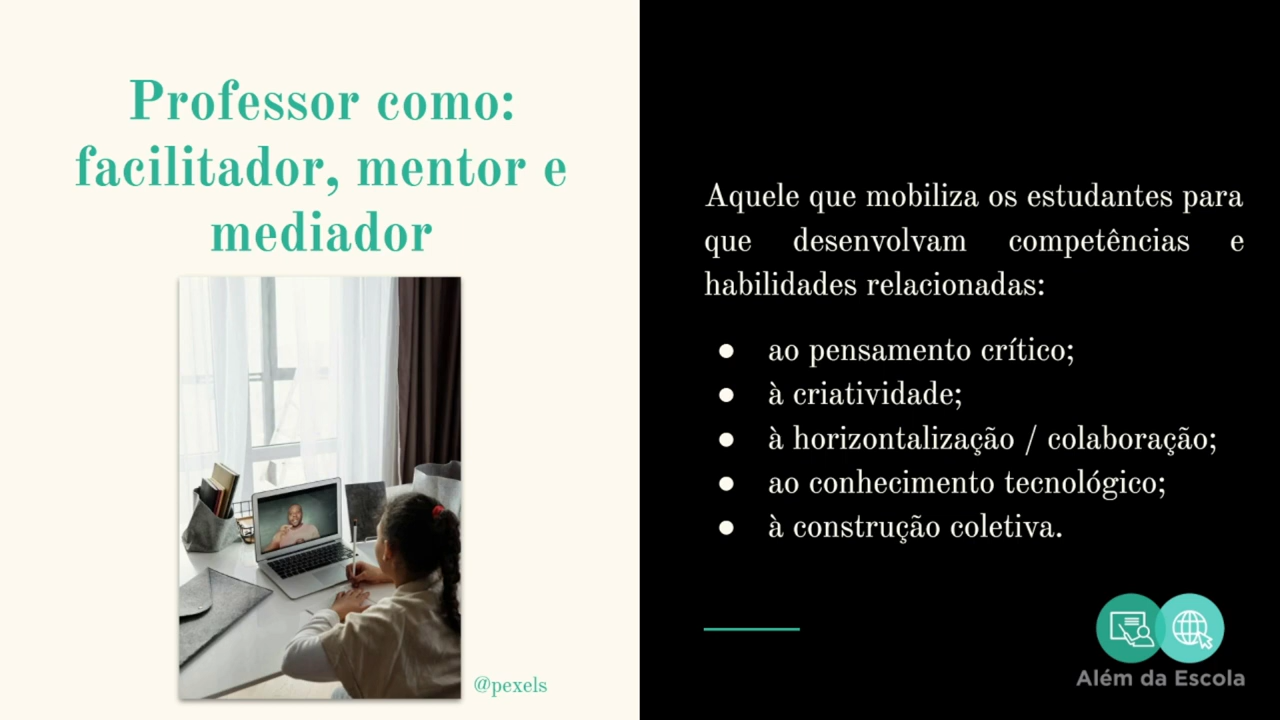 Professor como:
facilitador, mentor e
mediador
@pexels
Aquele que mobiliza os estudantes para
que desenvolvam competências e
habilidades relacionadas:
● ao pensamento crítico;
● à criatividade;
● à horizontalização / colaboração;
● ao conhecimento tecnológico;
● à construção coletiva.
Além da Escola